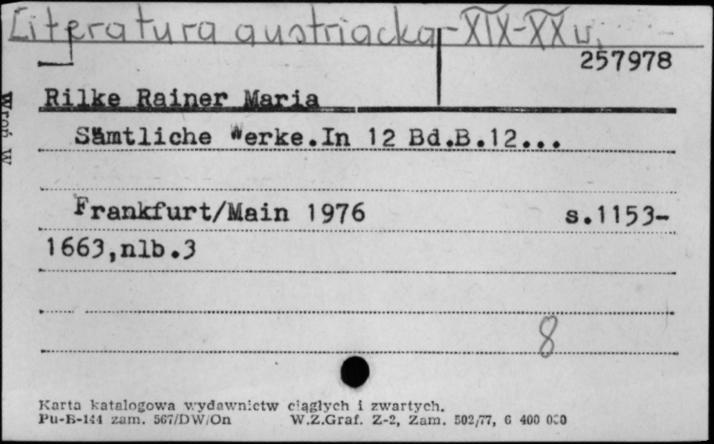 Literatura austriacka-XIX-XX w.
257978
Rilke Rainer Maria
Sämtliche Werke.In 12 Bd.B.12...
Frankfurt/Main 1976 s.1153-
1663,nlb.3
8
Karta katalogowa wydawnictw ciągłych i zwartych.
Pu-B-144 zam. 567/DW/On W.Z.Graf. Z-2, Zam. 502/77, 6 400 000